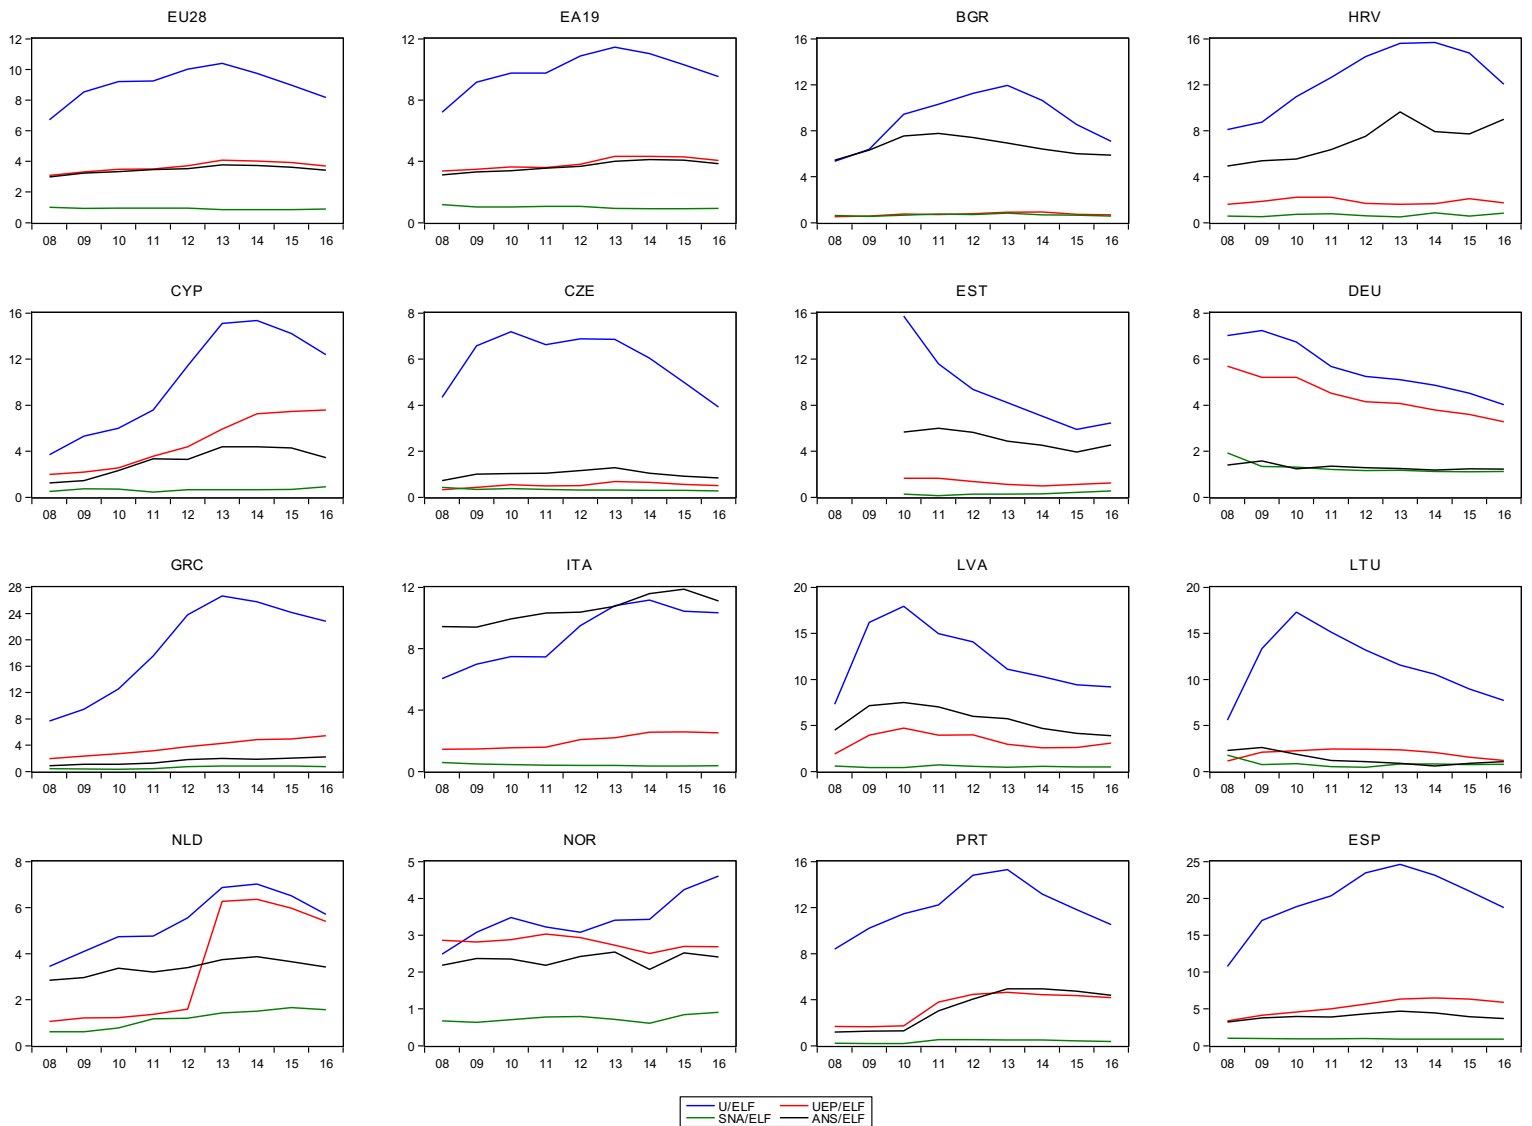 EU28 EA19 BGR HRV
12 12 16 16
10
8 8 12 12
6 8 8
4 4 4 4
2
0 0 0 0
08 09 10 11 12 13 14 15 16 08 09 10 11 12 13 14 15 16 08 09 10 11 12 13 14 15 16 08 09 10 11 12 13 14 15 16
CYP CZE EST DEU
16 8 16 8
12 6 12 6
8 4 8 4
4 2 4 2
0 0 0 0
08 09 10 11 12 13 14 15 16 08 09 10 11 12 13 14 15 16 08 09 10 11 12 13 14 15 16 08 09 10 11 12 13 14 15 16
GRC ITA LVA LTU
28 12 20 20
24
20 8 15 15
16
12 10 10
8 4 5 5
4
0 0 0 0
08 09 10 11 12 13 14 15 16 08 09 10 11 12 13 14 15 16 08 09 10 11 12 13 14 15 16 08 09 10 11 12 13 14 15 16
NLD NOR PRT ESP
8 5 16 25
6 4 12 20
4 3 8 15
2 2 4 10
1 5
0 0 0 0
08 09 10 11 12 13 14 15 16 08 09 10 11 12 13 14 15 16 08 09 10 11 12 13 14 15 16 08 09 10 11 12 13 14 15 16
U/ELF UEP/ELF
SNA/ELF ANS/ELF